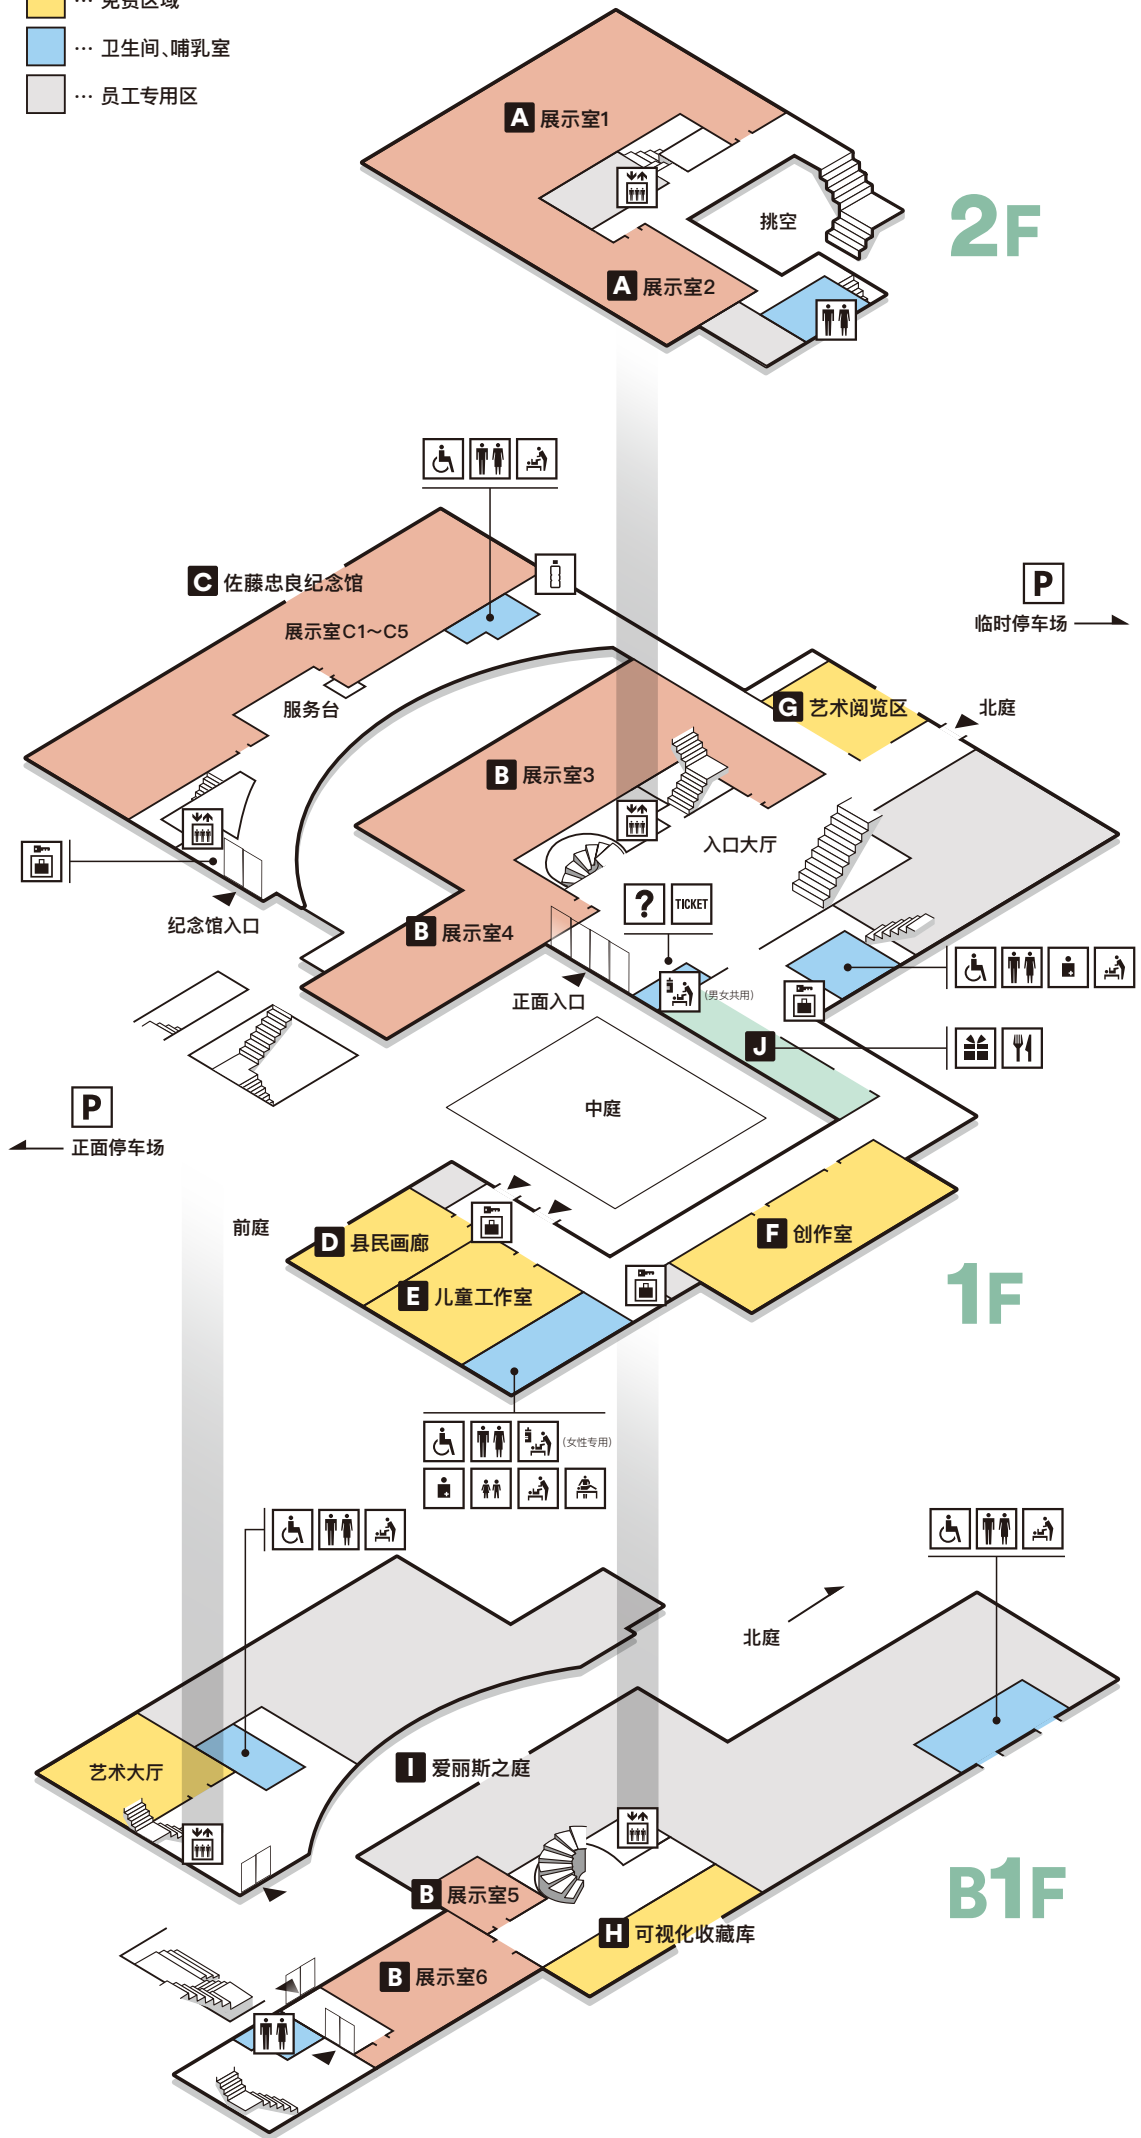 … 免费区域
… 卫生间、哺乳室
… 员工专用区
A 展示室1
挑空
2F
A 展示室2
C 佐藤忠良纪念馆
展示室C1～C5
服务台
P
临时停车场
G 艺术阅览区
北庭
B 展示室3
入口大厅
? TICKET
纪念馆入口
B 展示室4
正面入口
(男女共用)
J
P
正面停车场
中庭
前庭
D 县民画廊
F 创作室
E 儿童工作室
1F
(女性专用)
北庭
艺术大厅
I 爱丽斯之庭
B 展示室5
B1F
H 可视化收藏库
B 展示室6